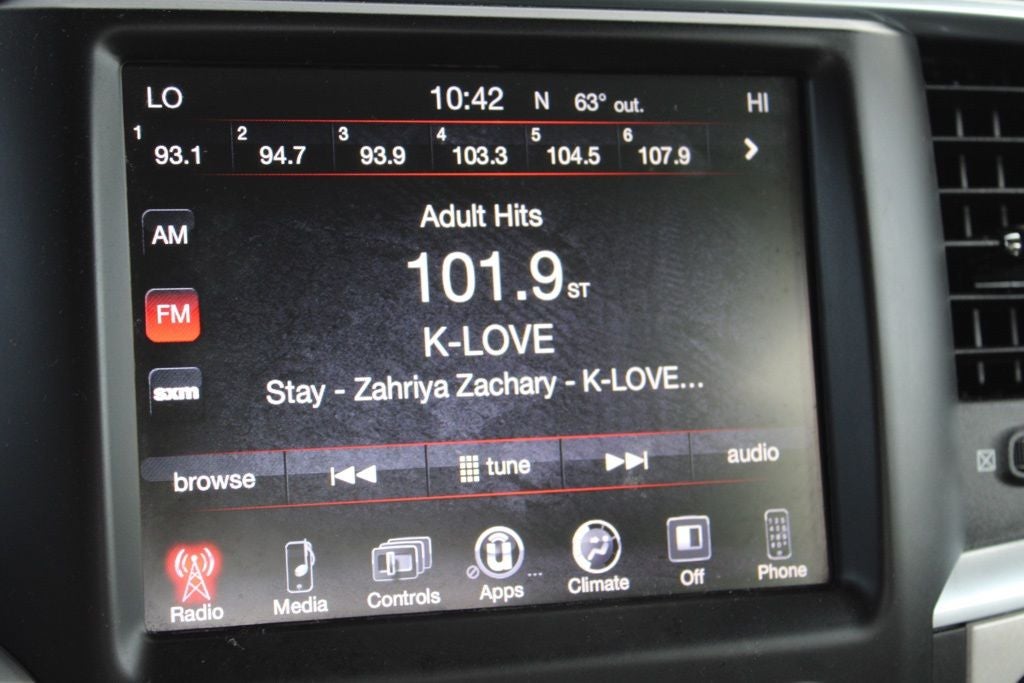 LO 10:42 N 63° out. HI
1 93.1 2 94.7 3 93.9 4 103.3 5 104.5 6 107.9
Adult Hits
AM
101.9 ST
FM
K-LOVE
sxm
Stay - Zahriya Zachary - K-LOVE...
browse tune audio
Radio Media Controls Apps ... Climate Off Phone